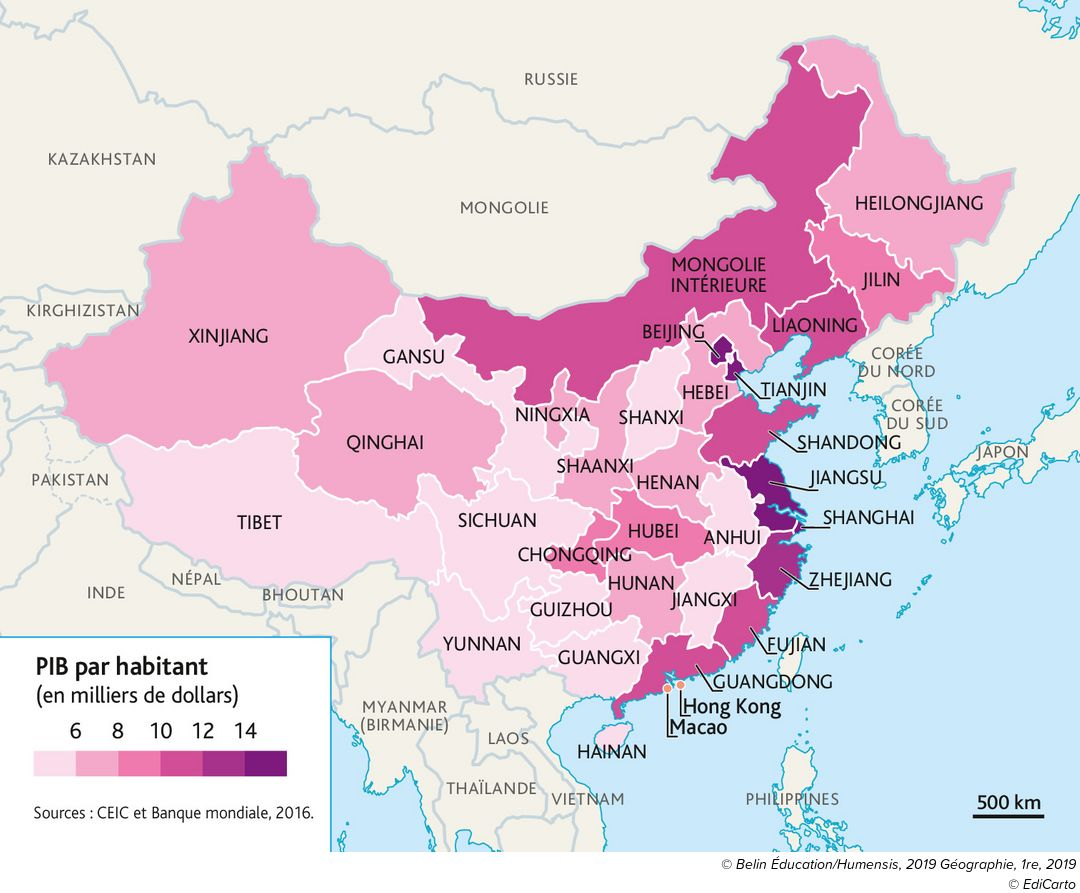 RUSSIE
KAZAKHSTAN
MONGOLIE
HEILONGJIANG
MONGOLIE
INTÉRIEURE
JILIN
KIRGHIZISTAN
XINJIANG
BEIJING
LIAONING
GANSU
CORÉE
DU NORD
HEBEI
TIANJIN
NINGXIA
SHANXI
CORÉE
DU SUD
QINGHAI
SHANDONG
JAPON
SHAANXI
PAKISTAN
HENAN
JIANGSU
TIBET
SICHUAN
HUBEI
ANHUI
SHANGHAI
CHONGQING
NÉPAL
INDE
BHOUTAN
HUNAN
ZHEJIANG
JIANGXI
GUIZHOU
YUNNAN
GUANGXI
FUJIAN
GUANGDONG
Hong Kong
Macao
MYANMAR
(BIRMANIE)
LAOS
HAINAN
THAÏLANDE
VIETNAM
PHILIPPINES
PIB par habitant
(en milliers de dollars)
6 8 10 12 14
Sources : CEIC et Banque mondiale, 2016.
500 km
© Belin Éducation/Humensis, 2019 Géographie, 1re, 2019
© EdiCarto